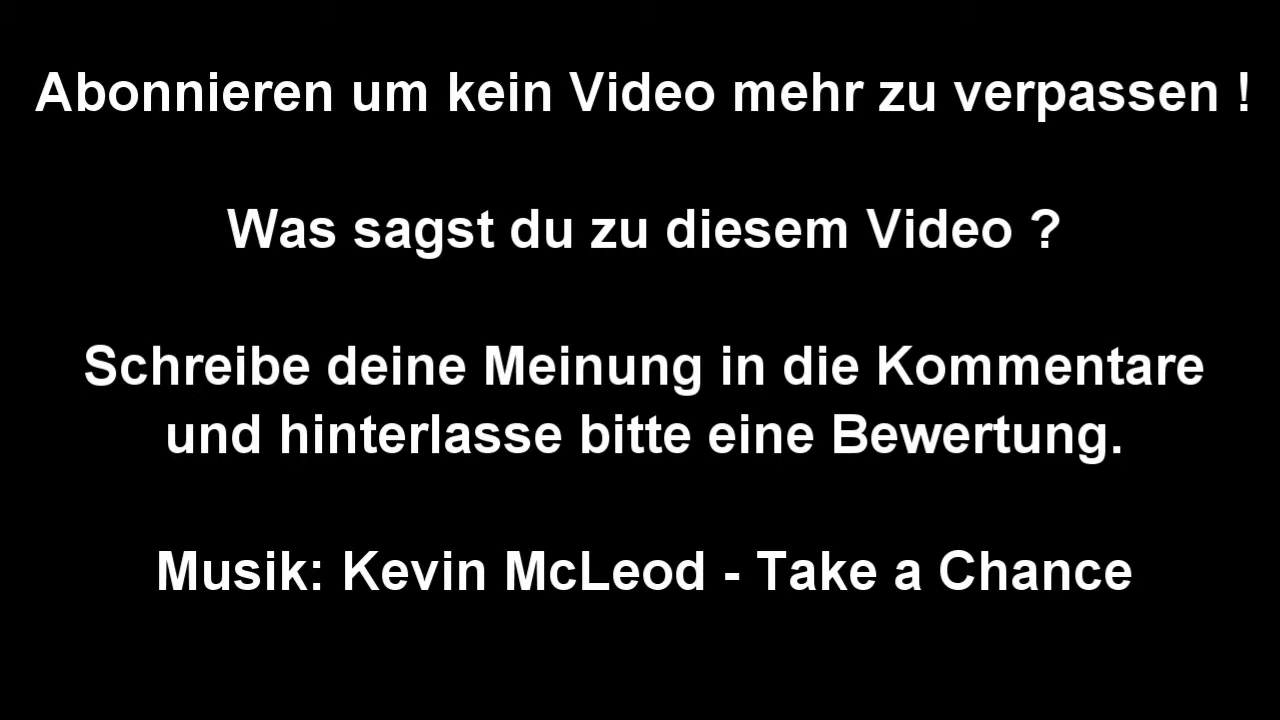 Abonnieren um kein Video mehr zu verpassen !
Was sagst du zu diesem Video ?
Schreibe deine Meinung in die Kommentare
und hinterlasse bitte eine Bewertung.
Musik: Kevin McLeod - Take a Chance